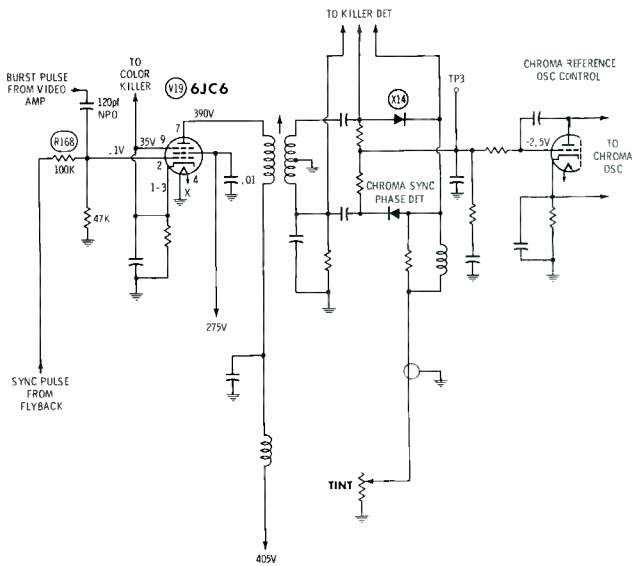 TO KILLER DET
TO
COLOR
KILLER
V19 6JC6
CHROMA REFERENCE
OSC CONTROL
BURST PULSE
FROM VIDEO
AMP
120pf
NPO
390V
7
X14
TP3
R168
100K
.1V
35V
9
2
1-3
4
X
.01
-2.5V
TO
CHROMA
OSC
CHROMA SYNC
PHASE DET
47K
275V
SYNC PULSE
FROM
FLYBACK
TINT
405V